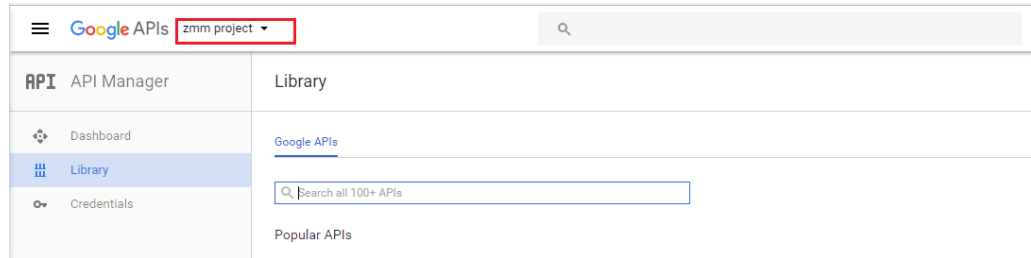 Google APIs zmm project
API API Manager
Library
Dashboard
Google APIs
Library
Search all 100+ APIs
Credentials
Popular APIs